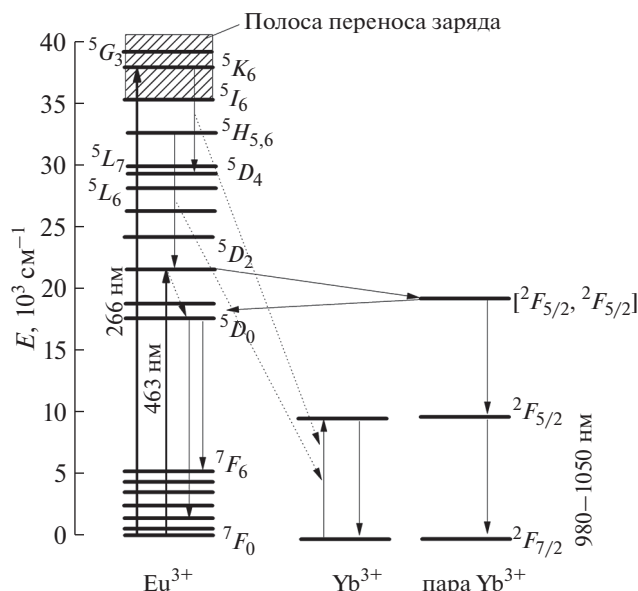 Полоса переноса заряда
40
35
30
25
20
15
10
5
0
E, 10³ см⁻¹
⁵G₃
⁵K₆
⁵I₆
⁵H₅,₆
⁵L₇
⁵D₄
⁵L₆
⁵D₂
⁵D₀
266 нм
463 нм
⁷F₆
⁷F₀
[²F₅/₂, ²F₅/₂]
²F₅/₂
²F₇/₂
980–1050 нм
Eu³⁺
Yb³⁺
пара Yb³⁺